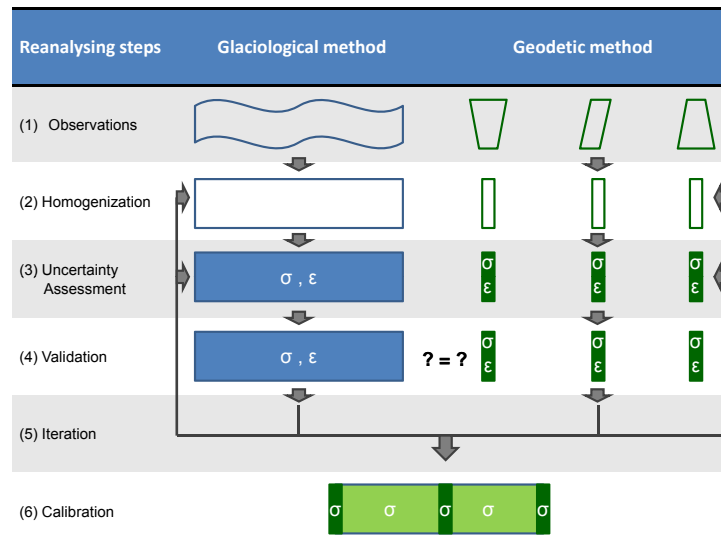 Reanalysing steps Glaciological method Geodetic method
(1) Observations
(2) Homogenization
(3) Uncertainty
Assessment
σ , ε
σ
ε
σ
ε
σ
ε
(4) Validation
σ , ε
? = ?
σ
ε
σ
ε
σ
ε
(5) Iteration
(6) Calibration
σ σ σ σ σ